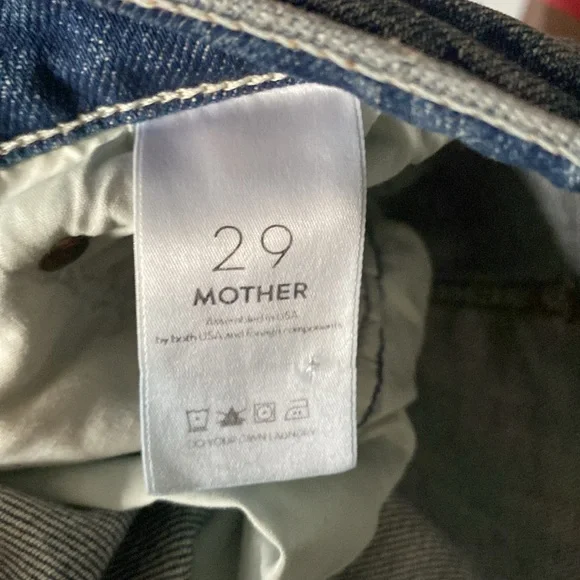 29
MOTHER
Assembled in USA
by both USA and foreign components
DO YOUR OWN LAUNDRY